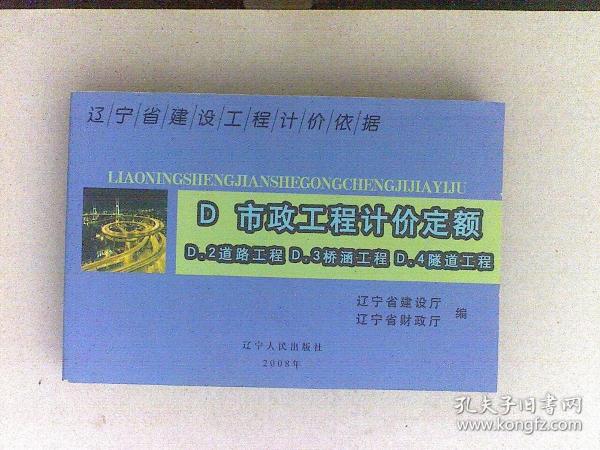 辽/宁/省/建/设/工/程/计/价/依/据
LIAONINGSHENGJIANSHEGONGCHENGJIJIAYIJU
D 市政工程计价定额
D.2道路工程 D.3桥涵工程 D.4隧道工程
辽宁省建设厅
辽宁省财政厅 编
辽宁人民出版社
2008年
孔夫子旧书网
www.kongfz.com